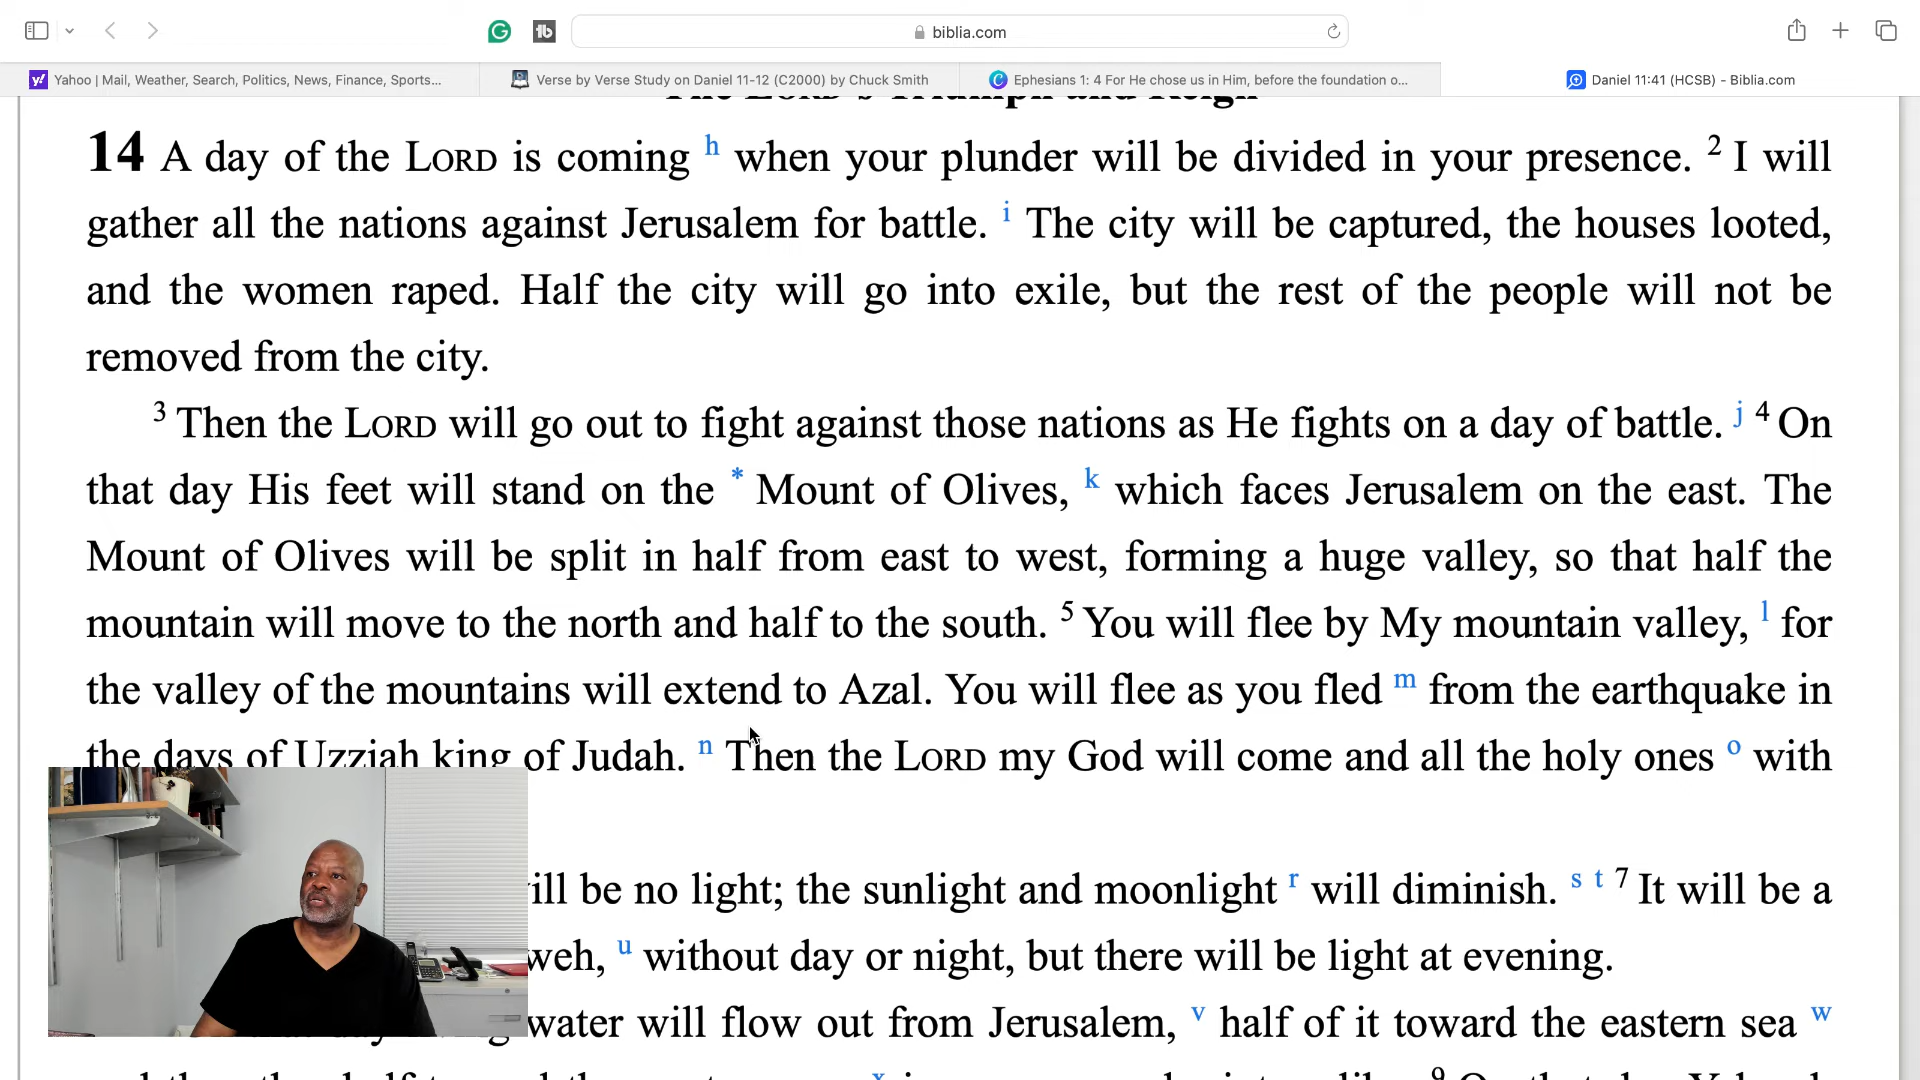 biblia.com
Yahoo | Mail, Weather, Search, Politics, News, Finance, Sports...
Verse by Verse Study on Daniel 11-12 (C2000) by Chuck Smith
Ephesians 1: 4 For He chose us in Him, before the foundation o...
Daniel 11:41 (HCSB) - Biblia.com
The LORD's Triumph and Reign
14 A day of the LORD is coming h when your plunder will be divided in your presence. 2 I will
gather all the nations against Jerusalem for battle. i The city will be captured, the houses looted,
and the women raped. Half the city will go into exile, but the rest of the people will not be
removed from the city.
3 Then the LORD will go out to fight against those nations as He fights on a day of battle. j 4 On
that day His feet will stand on the * Mount of Olives, k which faces Jerusalem on the east. The
Mount of Olives will be split in half from east to west, forming a huge valley, so that half the
mountain will move to the north and half to the south. 5 You will flee by My mountain valley, l for
the valley of the mountains will extend to Azal. You will flee as you fled m from the earthquake in
the days of Uzziah king of Judah. n Then the LORD my God will come and all the holy ones o with
will be no light; the sunlight and moonlight r will diminish. s t 7 It will be a
weh, u without day or night, but there will be light at evening.
water will flow out from Jerusalem, v half of it toward the eastern sea w